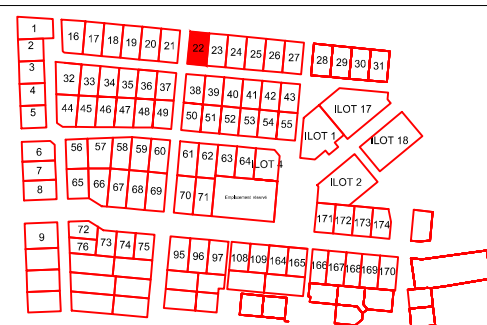 1
2
3
4
5
16 17 18 19 20 21
22 23 24 25 26 27
28 29 30 31
32 33 34 35 36 37
44 45 46 47 48 49
38 39 40 41 42 43
50 51 52 53 54 55
ILOT 17
ILOT 1
ILOT 18
6
7
8
56 57 58 59 60
65 66 67 68 69
61 62 63 64 ILOT 4
70 71 Emplacement réservé
ILOT 2
171 172 173 174
9
72
76 73 74 75
95 96 97
108 109 164 165
166 167 168 169 170